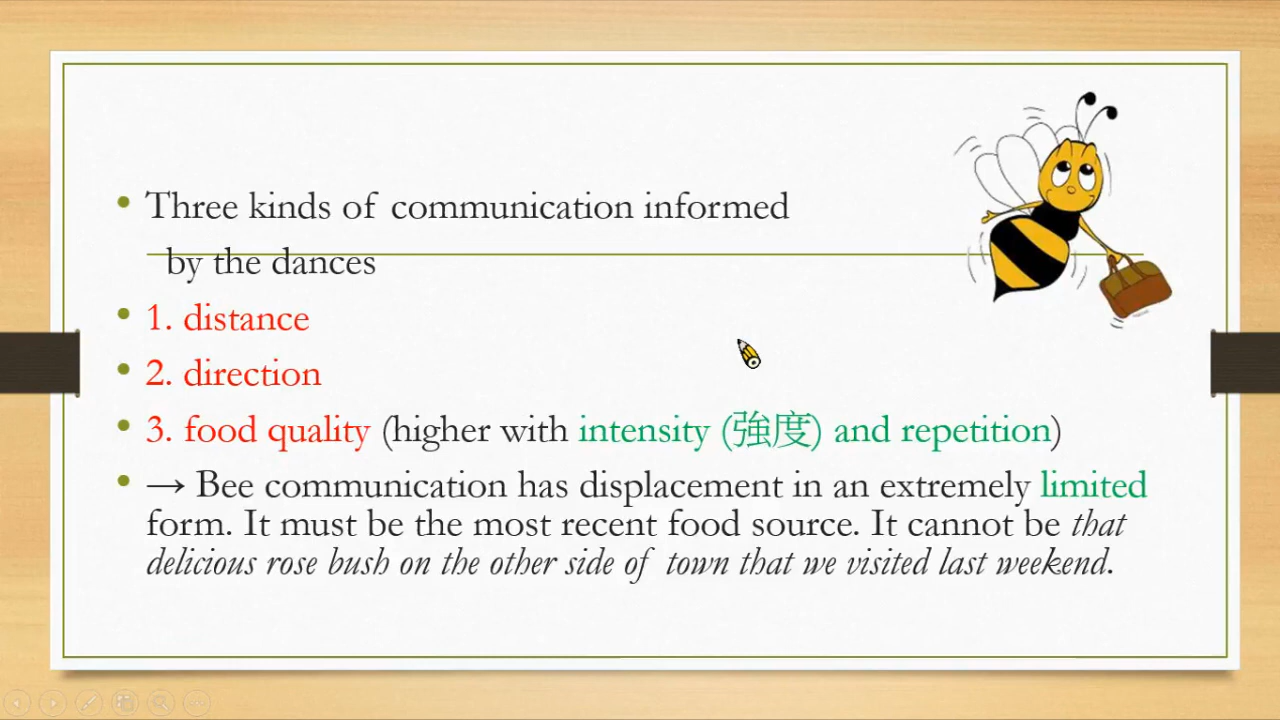 • Three kinds of communication informed
by the dances
• 1. distance
• 2. direction
• 3. food quality (higher with intensity (強度) and repetition)
• → Bee communication has displacement in an extremely limited
form. It must be the most recent food source. It cannot be that
delicious rose bush on the other side of town that we visited last weekend.